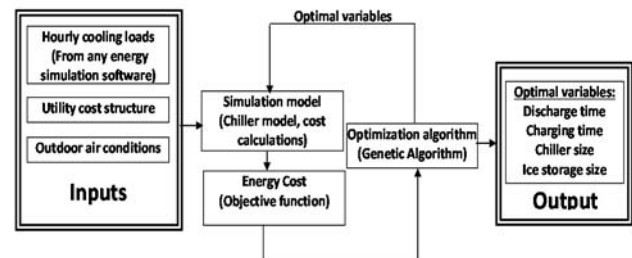 Optimal variables
Hourly cooling loads
(From any energy
simulation software)
Utility cost structure
Outdoor air conditions
Inputs
Simulation model
(Chiller model, cost
calculations)
Energy Cost
(Objective function)
Optimization algorithm
(Genetic Algorithm)
Optimal variables:
Discharge time
Charging time
Chiller size
Ice storage size
Output